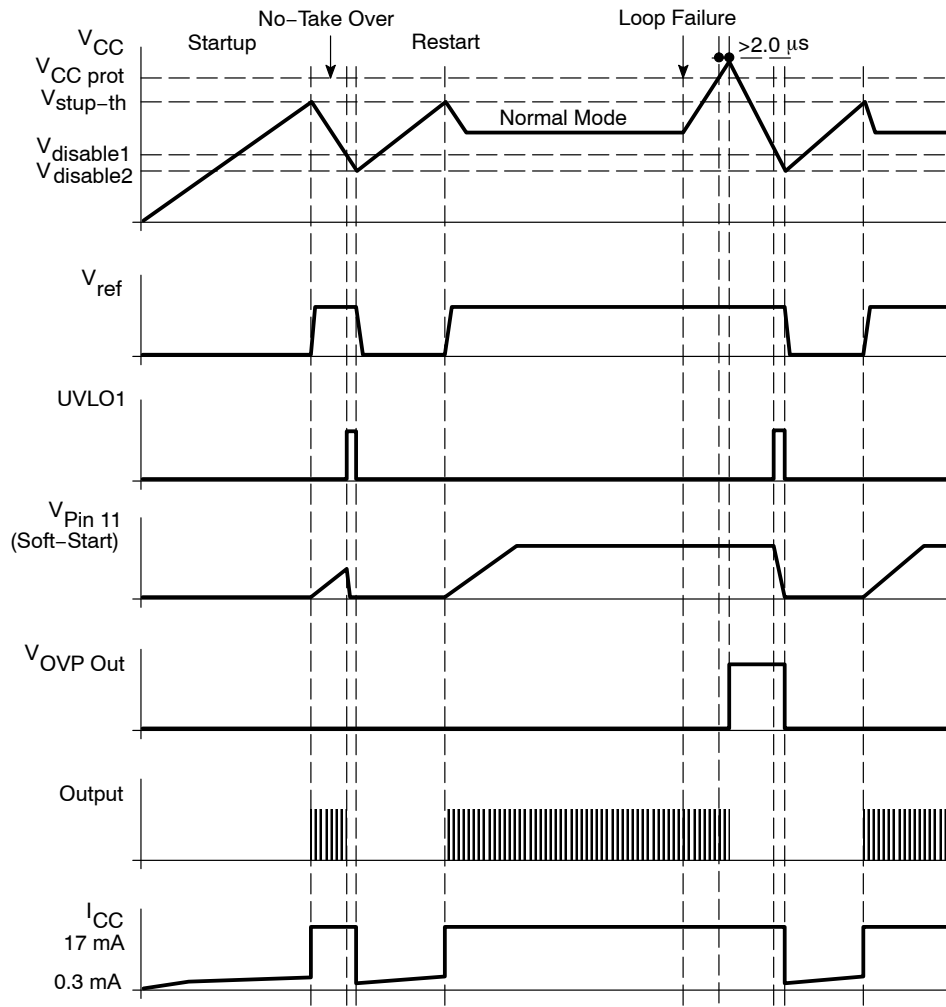 No−Take Over
Loop Failure
VCC
Startup
Restart
>2.0 μs
VCC prot
Vstup−th
Normal Mode
Vdisable1
Vdisable2
Vref
UVLO1
VPin 11
(Soft−Start)
VOVP Out
Output
ICC
17 mA
0.3 mA